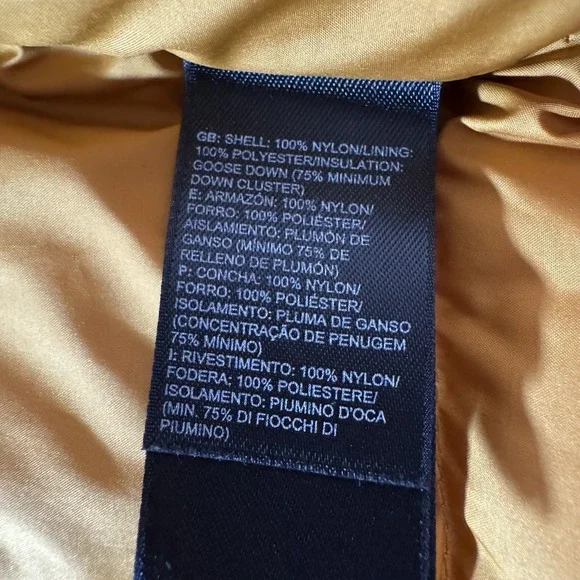 GB: SHELL: 100% NYLON/LINING:
100% POLYESTER/INSULATION:
GOOSE DOWN (75% MINIMUM
DOWN CLUSTER)
E: ARMAZÓN: 100% NYLON/
FORRO: 100% POLIÉSTER/
AISLAMIENTO: PLUMÓN DE
GANSO (MÍNIMO 75% DE
RELLENO DE PLUMÓN)
P: CONCHA: 100% NYLON/
FORRO: 100% POLIÉSTER/
ISOLAMENTO: PLUMA DE GANSO
(CONCENTRAÇÃO DE PENUGEM
75% MÍNIMO)
I: RIVESTIMENTO: 100% NYLON/
FODERA: 100% POLIESTERE/
ISOLAMENTO: PIUMINO D'OCA
(MIN. 75% DI FIOCCHI DI
PIUMINO)